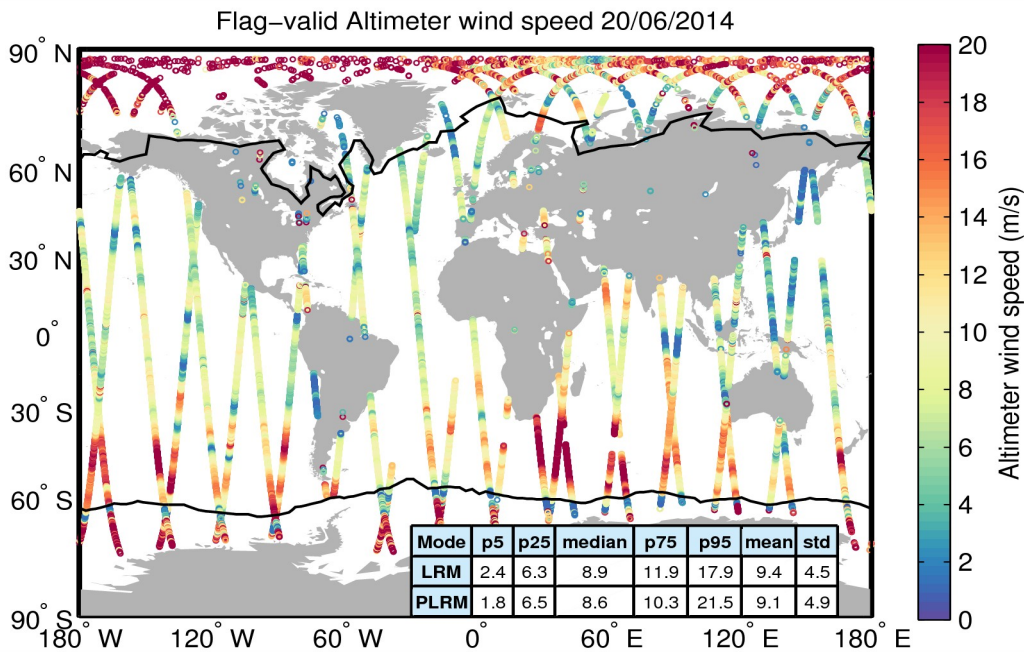 Flag−valid Altimeter wind speed 20/06/2014
90° N
60° N
30° N
0°
30° S
60° S
90° S
180° W
120° W
60° W
0°
60° E
120° E
180° E
Mode p5 p25 median p75 p95 mean std
LRM 2.4 6.3 8.9 11.9 17.9 9.4 4.5
PLRM 1.8 6.5 8.6 10.3 21.5 9.1 4.9
20
18
16
14
12
10
8
6
4
2
0
Altimeter wind speed (m/s)